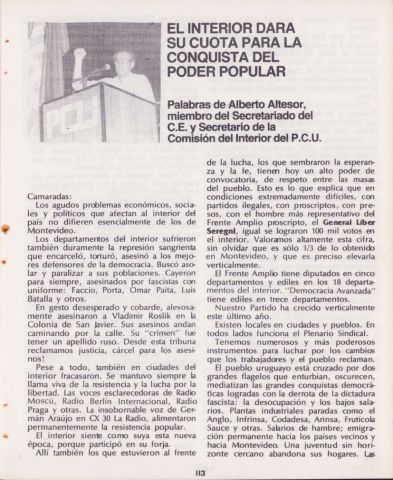 EL INTERIOR DARA
SU CUOTA PARA LA
CONQUISTA DEL
PODER POPULAR
Palabras de Alberto Altesor,
miembro del Secretariado del
C.E. y Secretario de la
Comisión del Interior del P.C.U.
PCU
Camaradas:
Los agudos problemas económicos, socia-
les y políticos que afectan al interior del
país no difieren esencialmente de los de
Montevideo.
Los departamentos del interior sufrieron
también duramente la represión sangrienta
que encarceló, torturó, asesinó a los mejo-
res defensores de la democracia. Buscó aso-
lar y paralizar a sus poblaciones. Cayeron
para siempre, asesinados por fascistas con
uniforme: Faccio, Porta, Omar Paita, Luis
Batalla y otros.
En gesto desesperado y cobarde, alevosa-
mente asesinaron a Vladimir Roslik en la
Colonia de San Javier. Sus asesinos andan
caminando por la calle. Su "crimen" fue
tener un apellido ruso. Desde esta tribuna
reclamamos justicia, cárcel para los asesi-
nos!
Pese a todo, también en ciudades del
interior fracasaron. Se mantuvo siempre la
llama viva de la resistencia y la lucha por la
libertad. Las voces esclarecedoras de Radio
Moscú, Radio Berlín Internacional, Radio
Praga y otras. La insobornable voz de Ger-
mán Araújo en CX 30 La Radio, alimentaron
permanentemente la resistencia popular.
El interior siente como suya esta nueva
época, porque participó en su forja.
Allí también los que estuvieron al frente
de la lucha, los que sembraron la esperan-
za y la fe, tienen hoy un alto poder de
convocatoria, de respeto entre las masas
del pueblo. Esto es lo que explica que en
condiciones extremadamente difíciles, con
partidos ilegales, con proscriptos, con pre-
sos, con el hombre más representativo del
Frente Amplio proscripto, el General Líber
Seregni, igual se lograron 100 mil votos en
el interior. Valoramos altamente esta cifra,
sin olvidar que es sólo 1/3 de lo obtenido
en Montevideo, y que es preciso elevarla
verticalmente.
El Frente Amplio tiene diputados en cinco
departamentos y ediles en los 18 departa-
mentos del interior. "Democracia Avanzada"
tiene ediles en trece departamentos.
Nuestro Partido ha crecido verticalmente
este último año.
Existen locales en ciudades y pueblos. En
todos lados funciona el Plenario Sindical.
Tenemos numerosos y más poderosos
instrumentos para luchar por los cambios
que los trabajadores y el pueblo reclaman.
El pueblo uruguayo está cruzado por dos
grandes flagelos que enturbian, oscurecen,
mediatizan las grandes conquistas democrá-
ticas logradas con la derrota de la dictadura
fascista: la desocupación y los bajos sala-
rios. Plantas industriales paradas como el
Anglo, Infrinsa, Codadesa, Arinsa, Frutícola
Sauce y otras. Salarios de hambre; emigra-
ción permanente hacia los países vecinos y
hacia Montevideo. Una juventud sin hori-
zonte cercano abandona sus hogares. Las
113